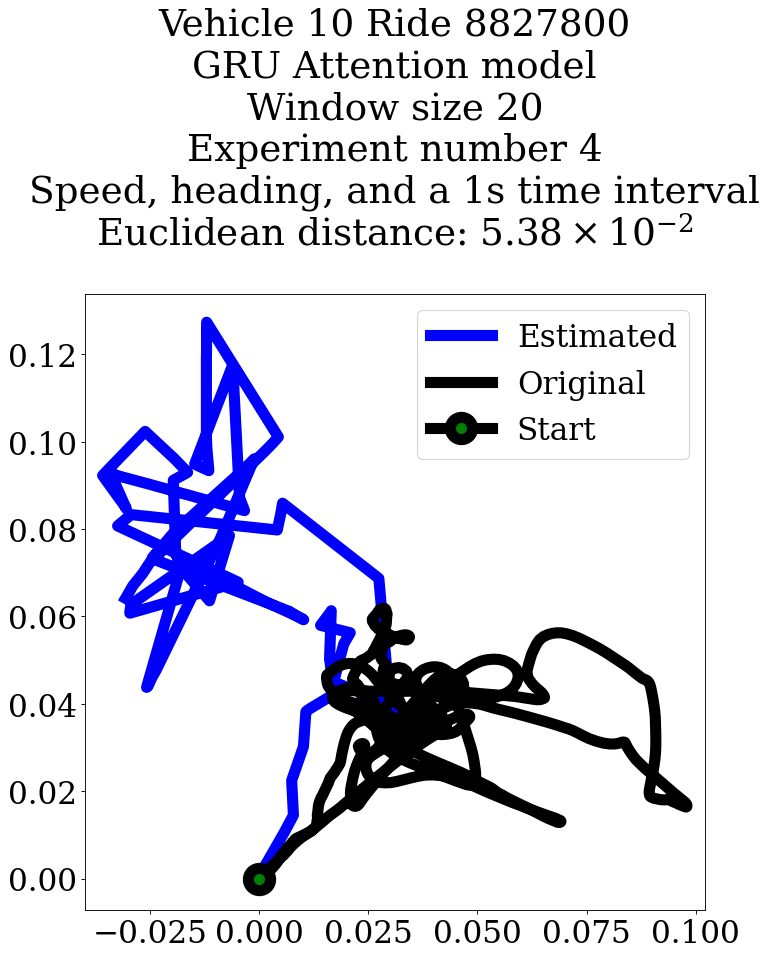 Vehicle 10 Ride 8827800
GRU Attention model
Window size 20
Experiment number 4
Speed, heading, and a 1s time interval
Euclidean distance: 5.38 × 10⁻²
Estimated
Original
Start
0.12
0.10
0.08
0.06
0.04
0.02
0.00
−0.025 0.000 0.025 0.050 0.075 0.100